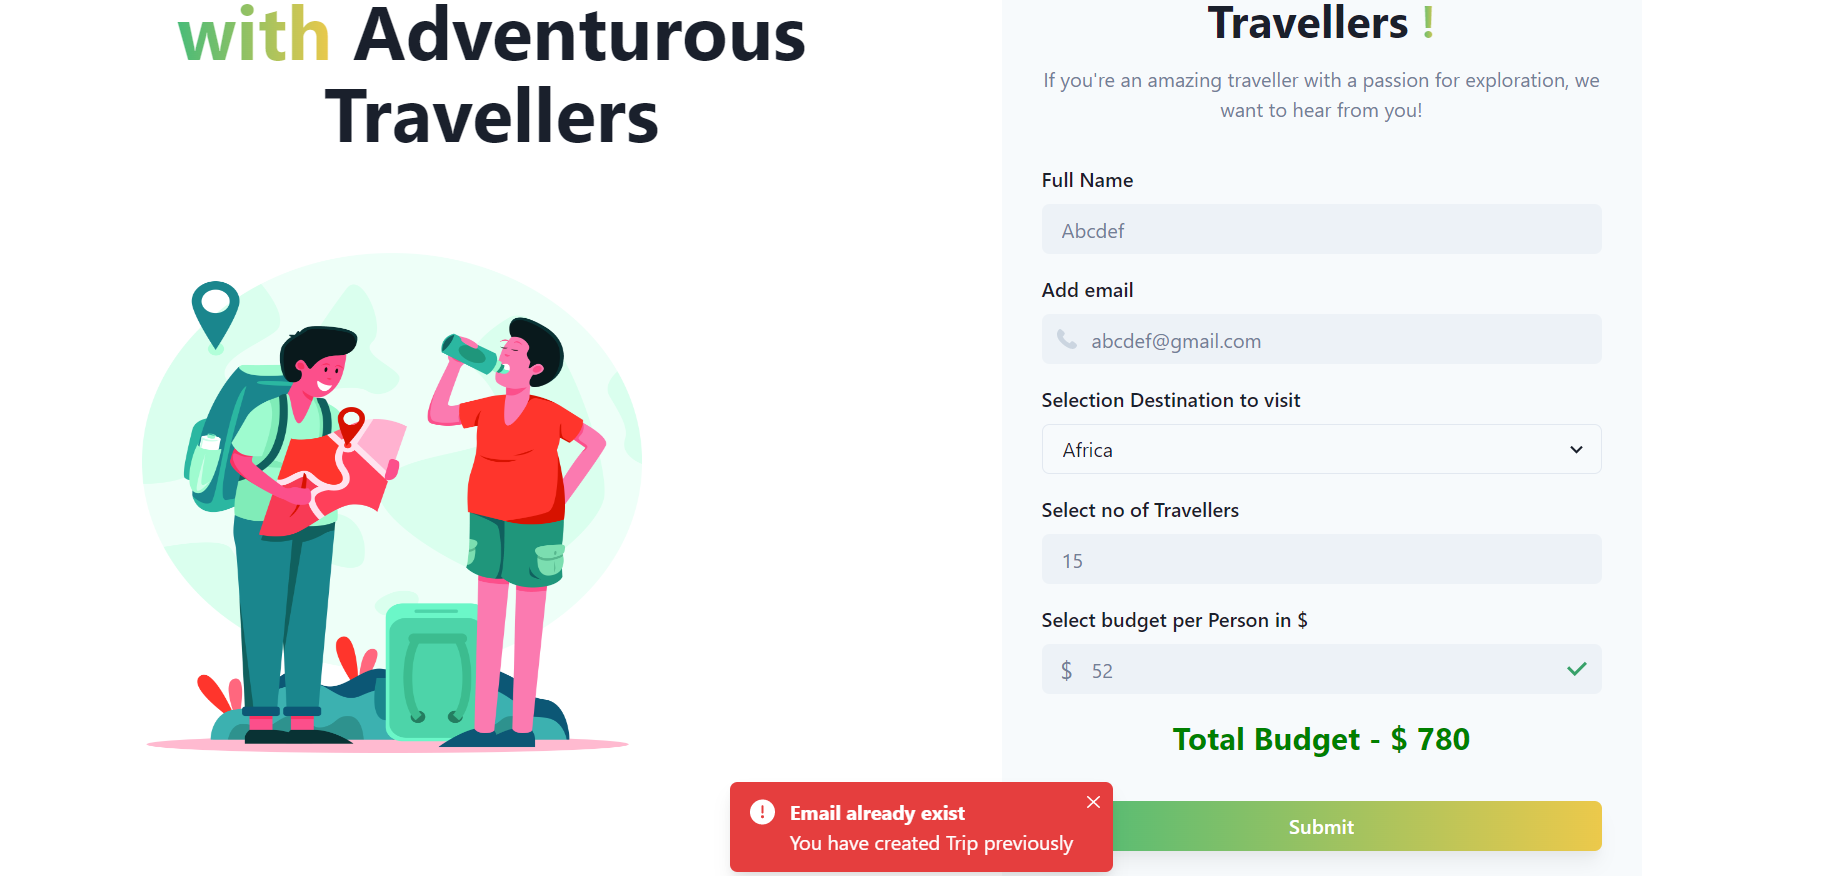 with Adventurous
Travellers
Travellers !
If you're an amazing traveller with a passion for exploration, we
want to hear from you!
Full Name
Abcdef
Add email
abcdef@gmail.com
Selection Destination to visit
Africa
Select no of Travellers
15
Select budget per Person in $
$ 52
Total Budget - $ 780
Submit
Email already exist
You have created Trip previously